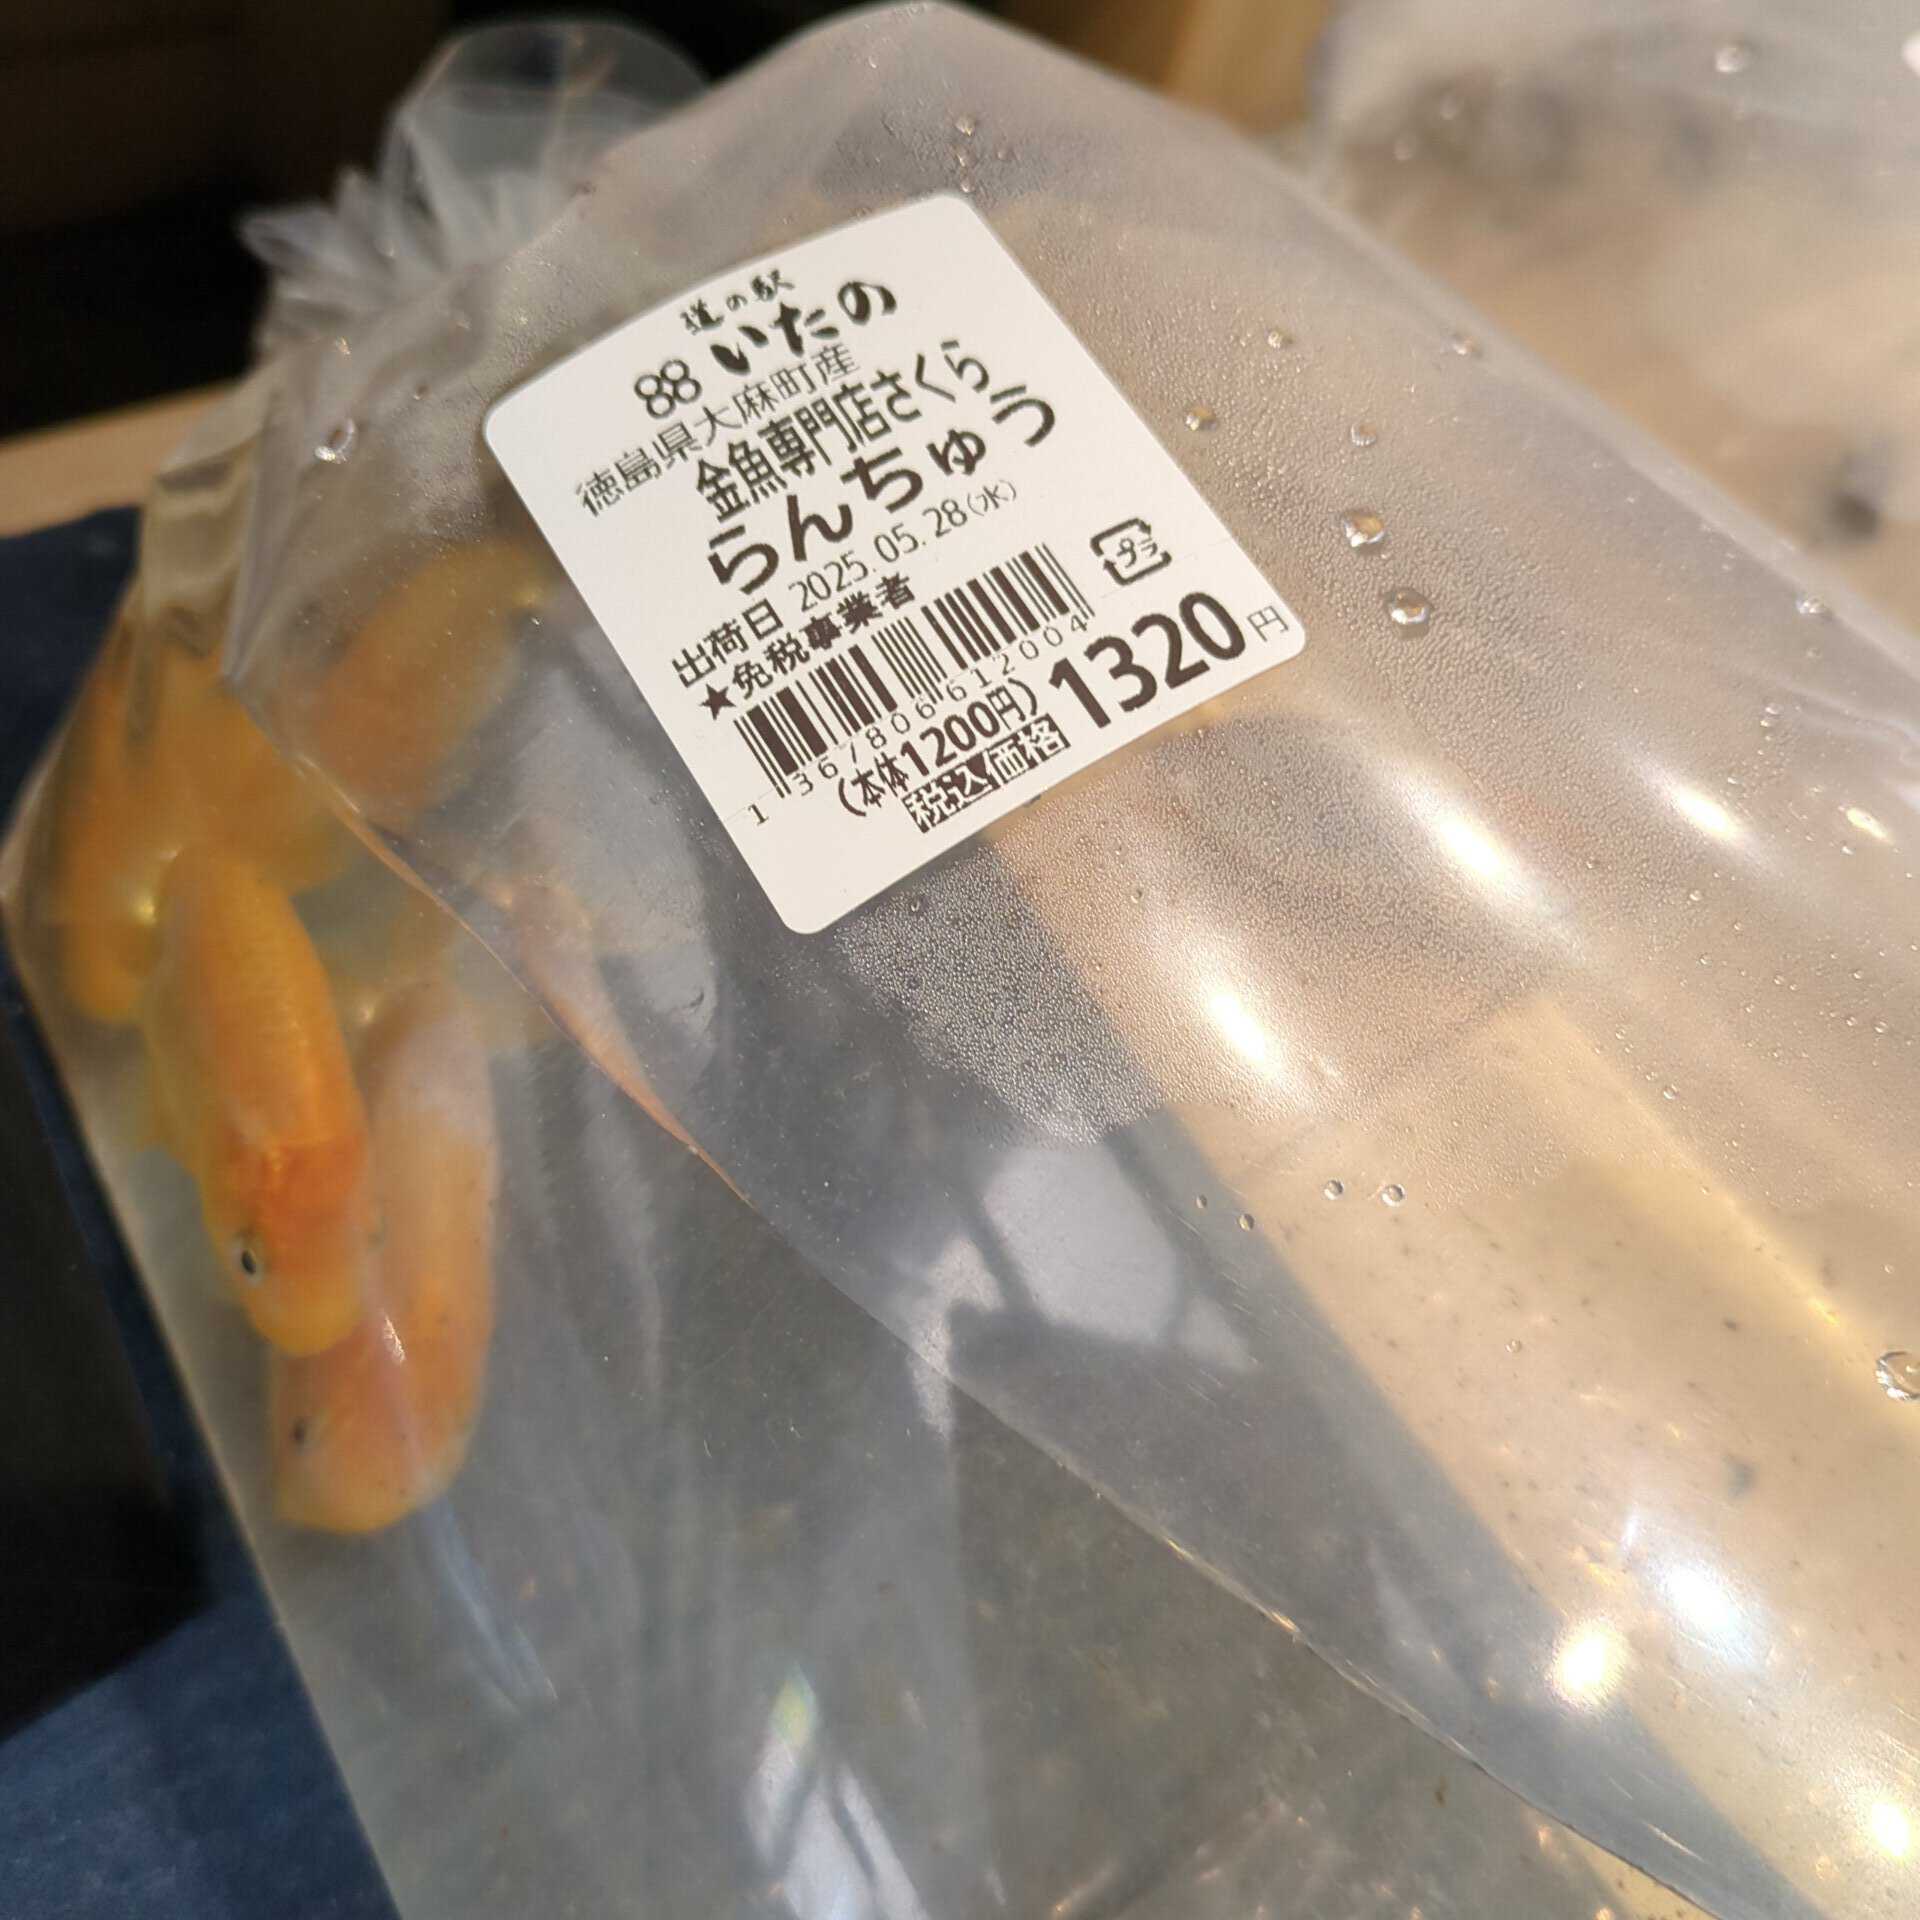 道の駅
88 いたの
徳島県大麻町産
金魚専門店さくら
らんちゅう
出荷日 2025.05.28(水)
★免税事業者
プラ
1367806612004
(本体1200円)
税込価格 1320円